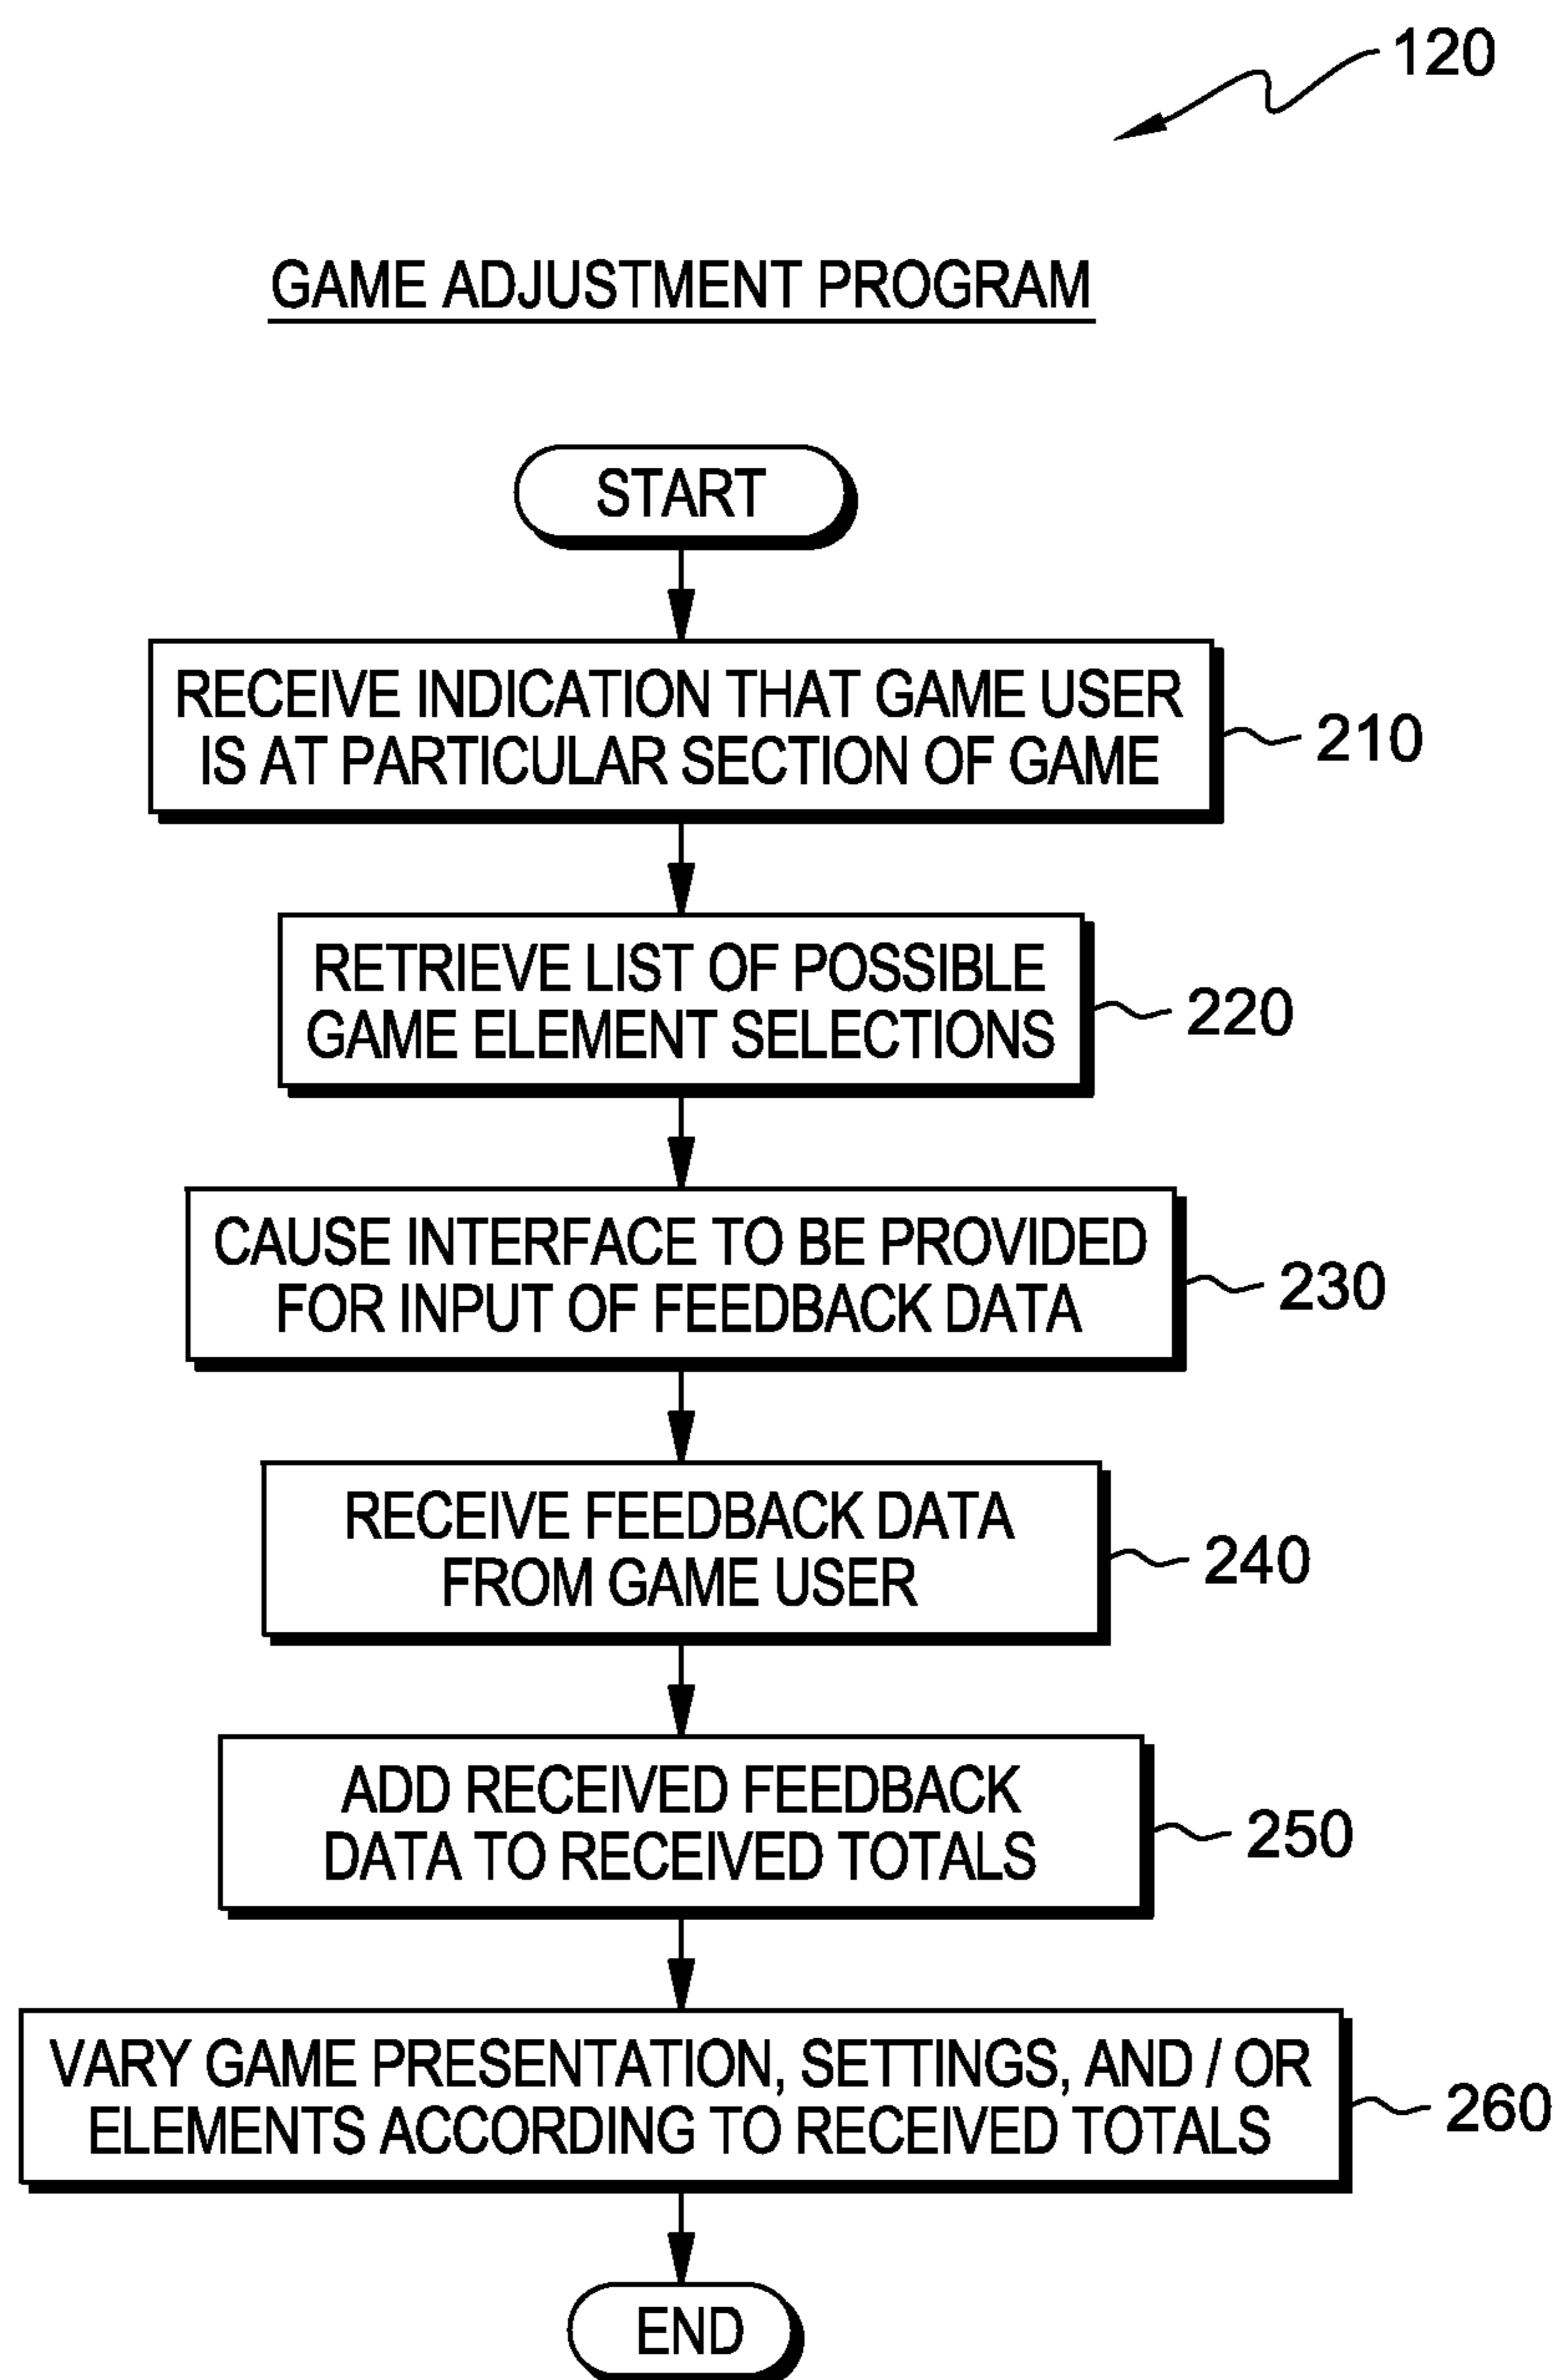 120
GAME ADJUSTMENT PROGRAM
START
RECEIVE INDICATION THAT GAME USER
IS AT PARTICULAR SECTION OF GAME
210
RETRIEVE LIST OF POSSIBLE
GAME ELEMENT SELECTIONS
220
CAUSE INTERFACE TO BE PROVIDED
FOR INPUT OF FEEDBACK DATA
230
RECEIVE FEEDBACK DATA
FROM GAME USER
240
ADD RECEIVED FEEDBACK
DATA TO RECEIVED TOTALS
250
VARY GAME PRESENTATION, SETTINGS, AND / OR
ELEMENTS ACCORDING TO RECEIVED TOTALS
260
END